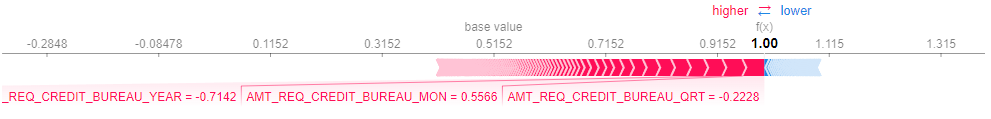 higher ⇄ lower
base value f(x)
-0.2848 -0.08478 0.1152 0.3152 0.5152 0.7152 0.9152 1.00 1.115 1.315
_REQ_CREDIT_BUREAU_YEAR = -0.7142 AMT_REQ_CREDIT_BUREAU_MON = 0.5566 AMT_REQ_CREDIT_BUREAU_QRT = -0.2228